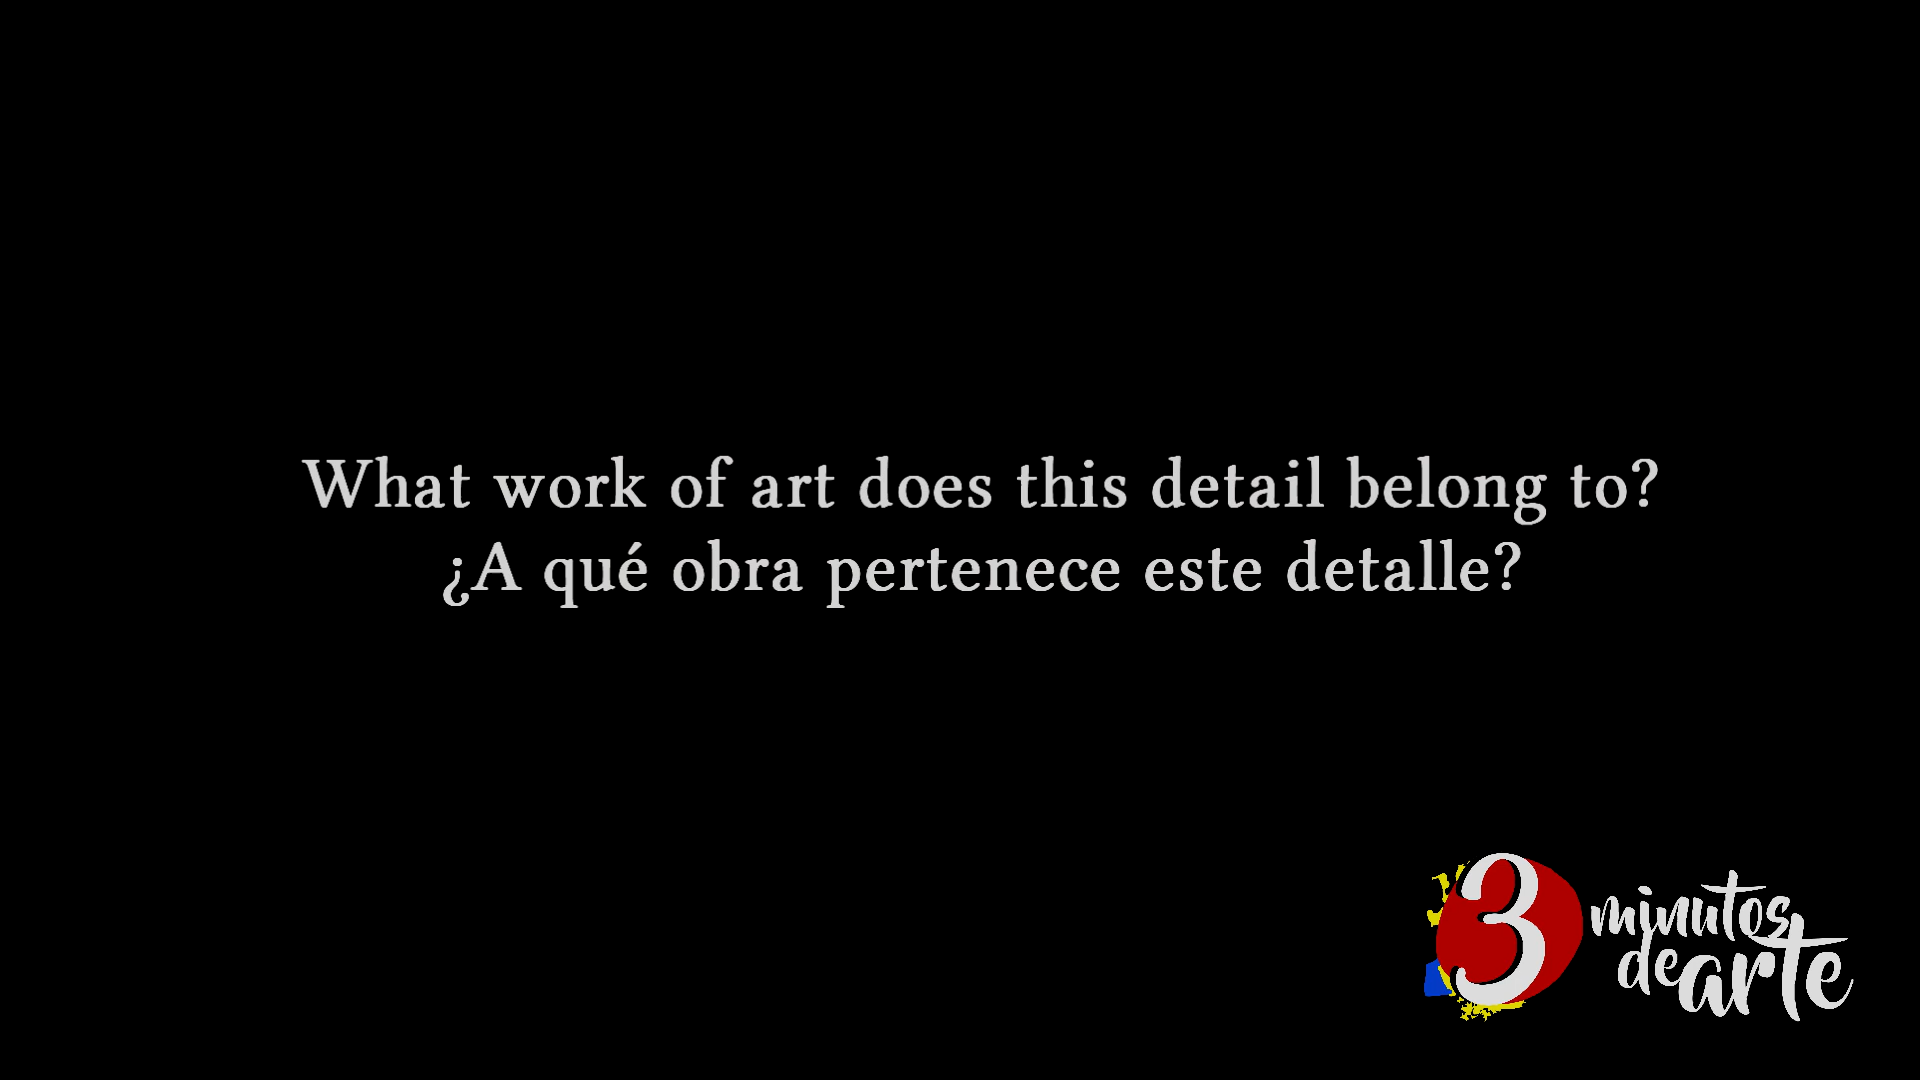 What work of art does this detail belong to?
¿A qué obra pertenece este detalle?
3 minutos
de arte